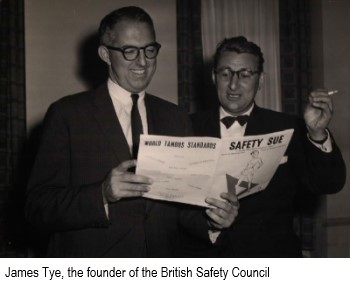 WORLD FAMOUS STANDARDS
SAFETY SUE
James Tye, the founder of the British Safety Council